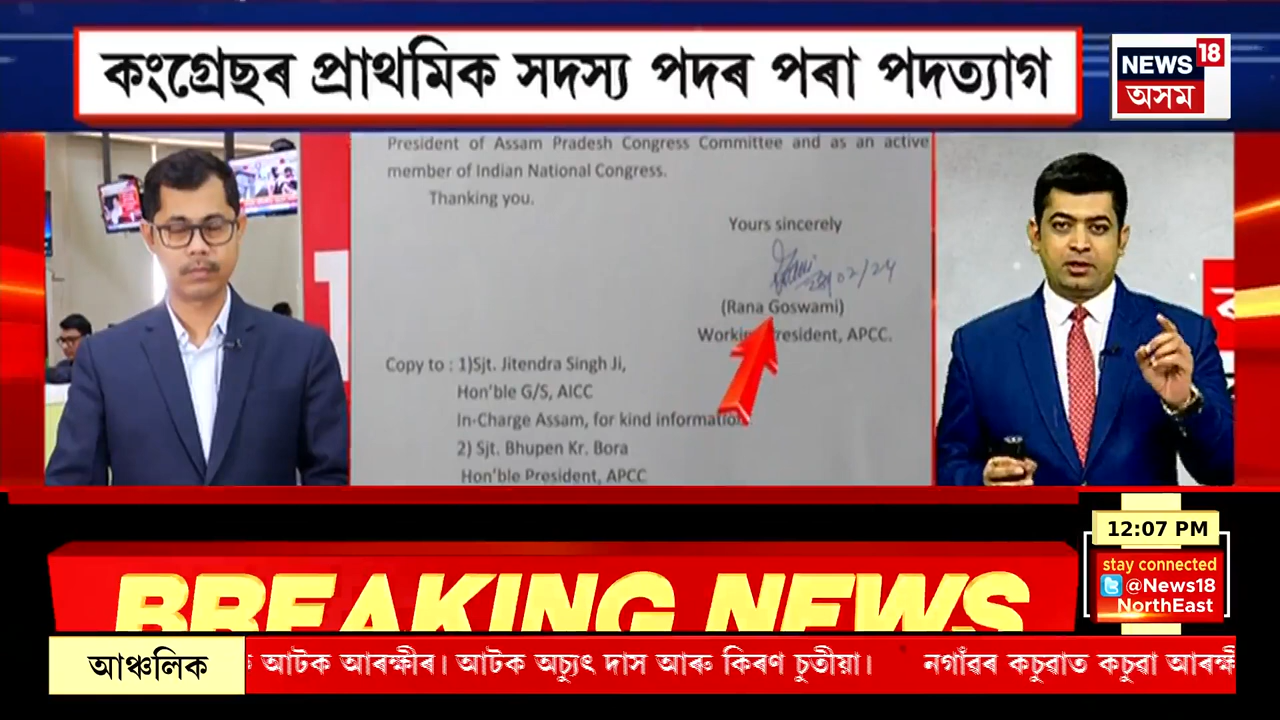 কংগ্ৰেছৰ প্ৰাথমিক সদস্য পদৰ পৰা পদত্যাগ
NEWS 18
অসম
President of Assam Pradesh Congress Committee and as an active
member of Indian National Congress.
Thanking you.
Yours sincerely
02/24
(Rana Goswami)
President, APCC.
Copy to : 1)Sjt. Jitendra Singh Ji,
Hon'ble G/S, AICC
In-Charge Assam, for kind information
2) Sjt. Bhupen Kr. Bora
Hon'ble President, APCC
12:07 PM
stay connected
@News18
NorthEast
BREAKING NEWS
আঞ্চলিক
আটক আৰক্ষীৰ। আটক অচ্যুৎ দাস আৰু কিৰণ চুতীয়া।
নগাঁৱৰ কচুৱাত কচুৱা